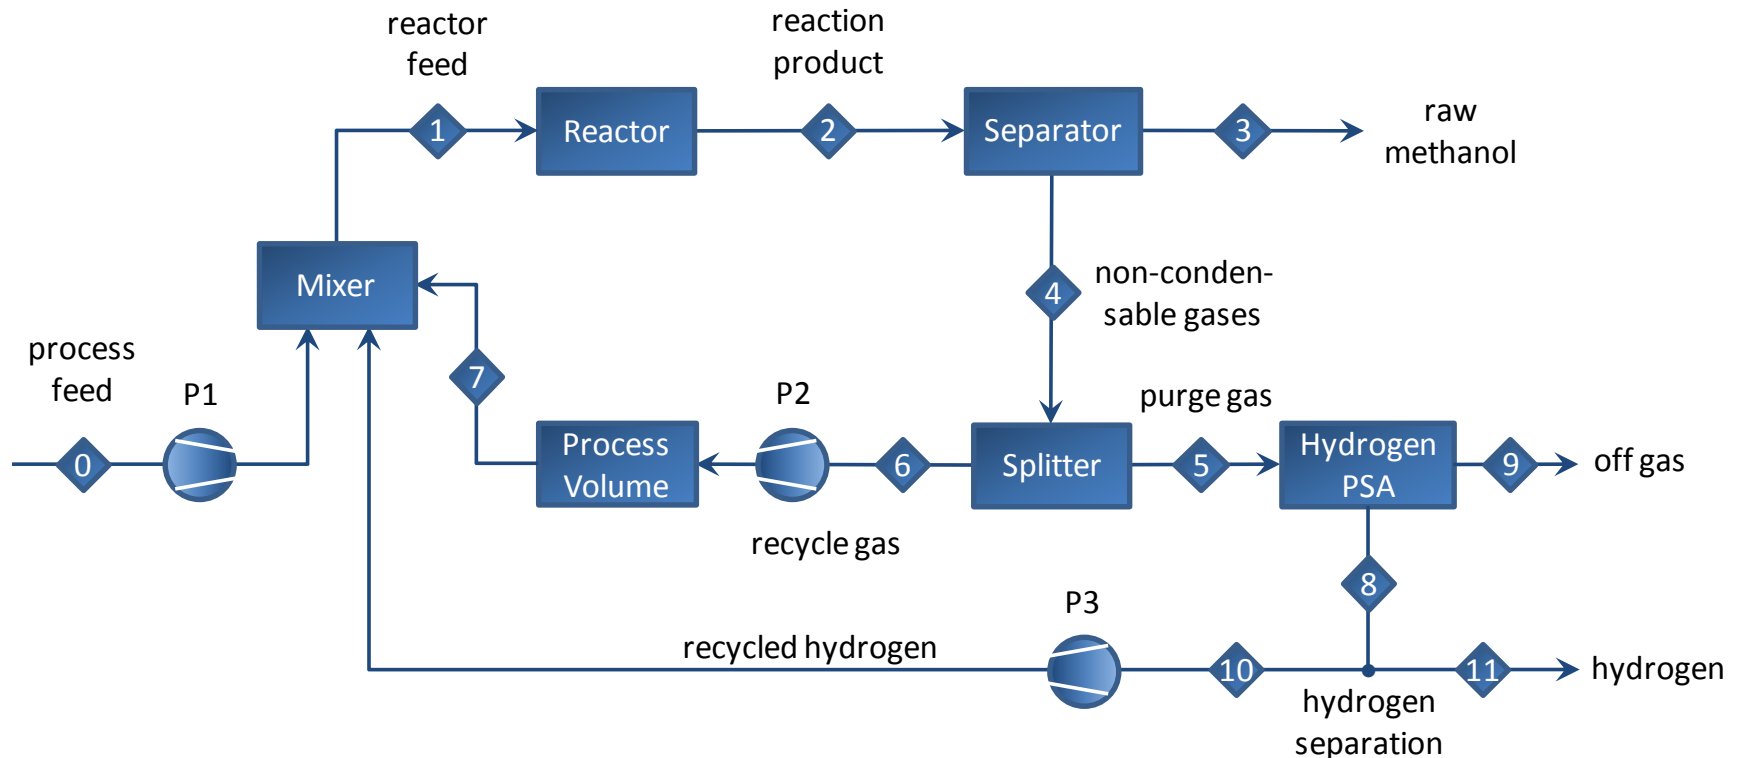 reactor
feed
reaction
product
1
Reactor
2
Separator
3
raw
methanol
Mixer
4
non-conden-
sable gases
process
feed
P1
7
P2
purge gas
0
Process
Volume
6
Splitter
5
Hydrogen
PSA
9
off gas
recycle gas
8
P3
recycled hydrogen
10
11
hydrogen
hydrogen
separation